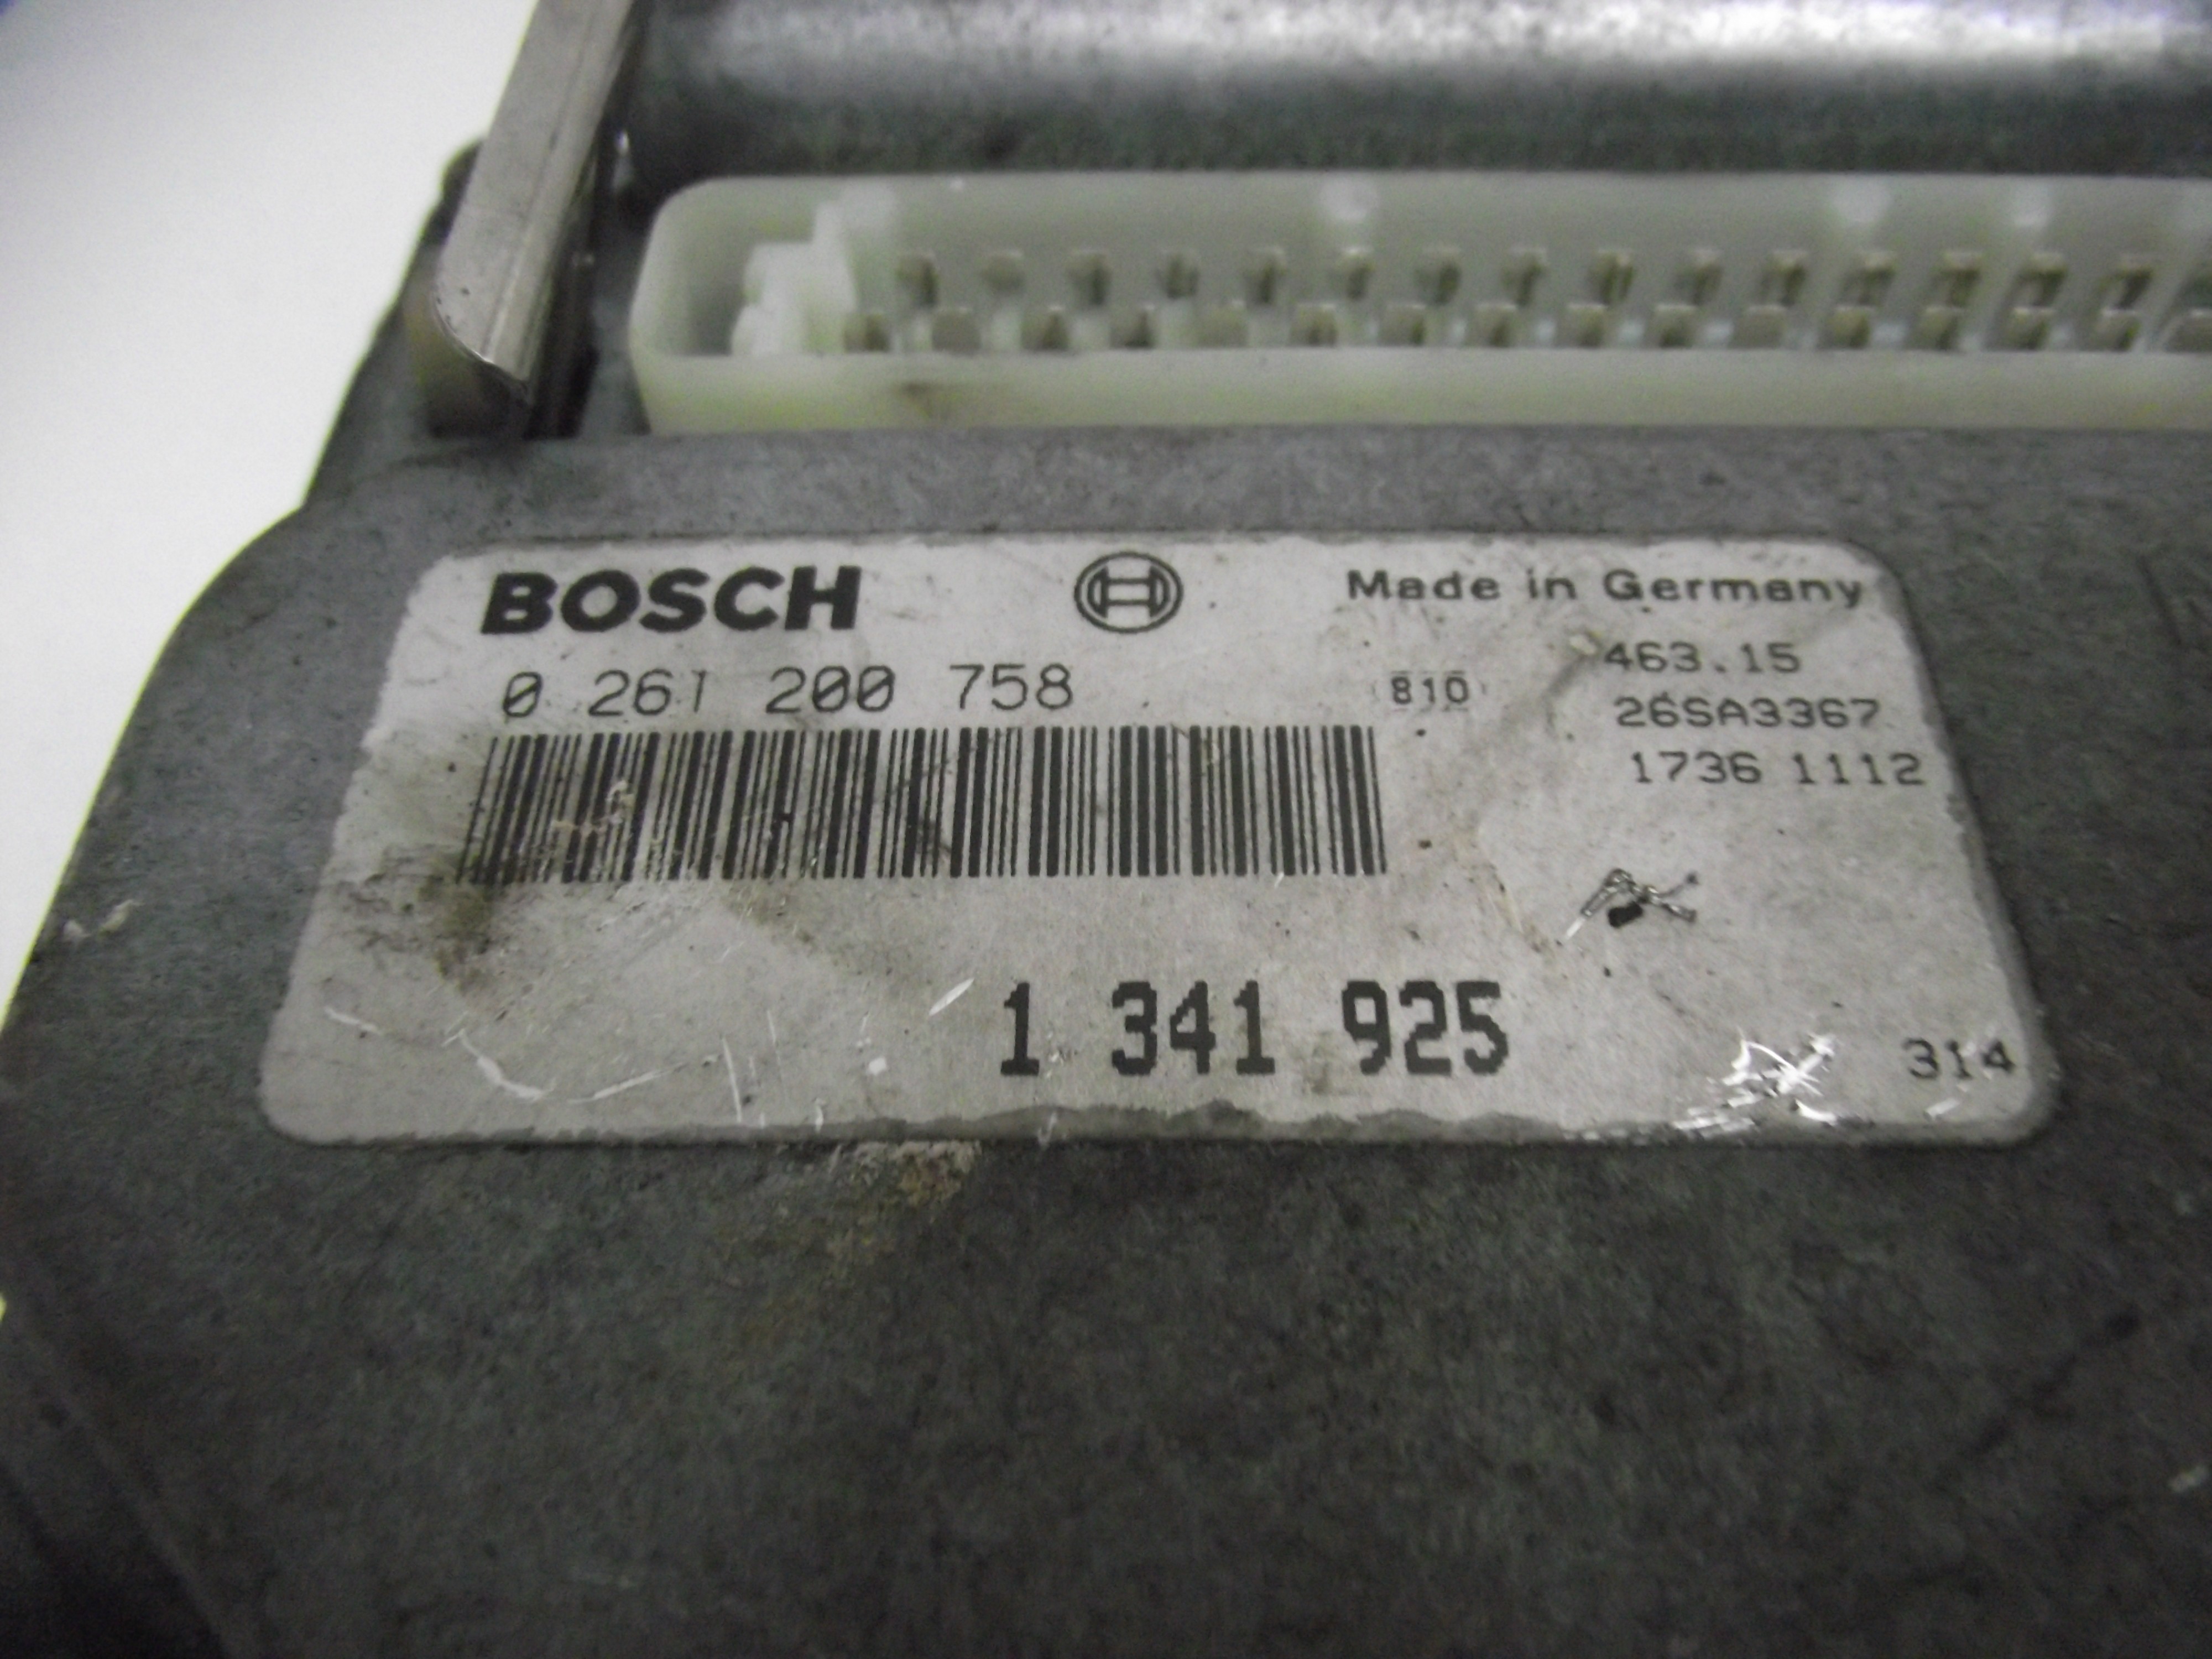 BOSCH
Made in Germany
0 261 200 758
810
463.15
26SA3367
1736 1112
1 341 925
314